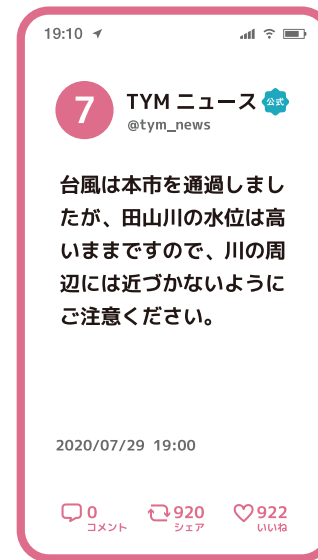 19:10
7
TYM ニュース 公式
@tym_news
台風は本市を通過しまし
たが、田山川の水位は高
いままですので、川の周
辺には近づかないように
ご注意ください。
2020/07/29 19:00
0 920 922
コメント シェア いいね